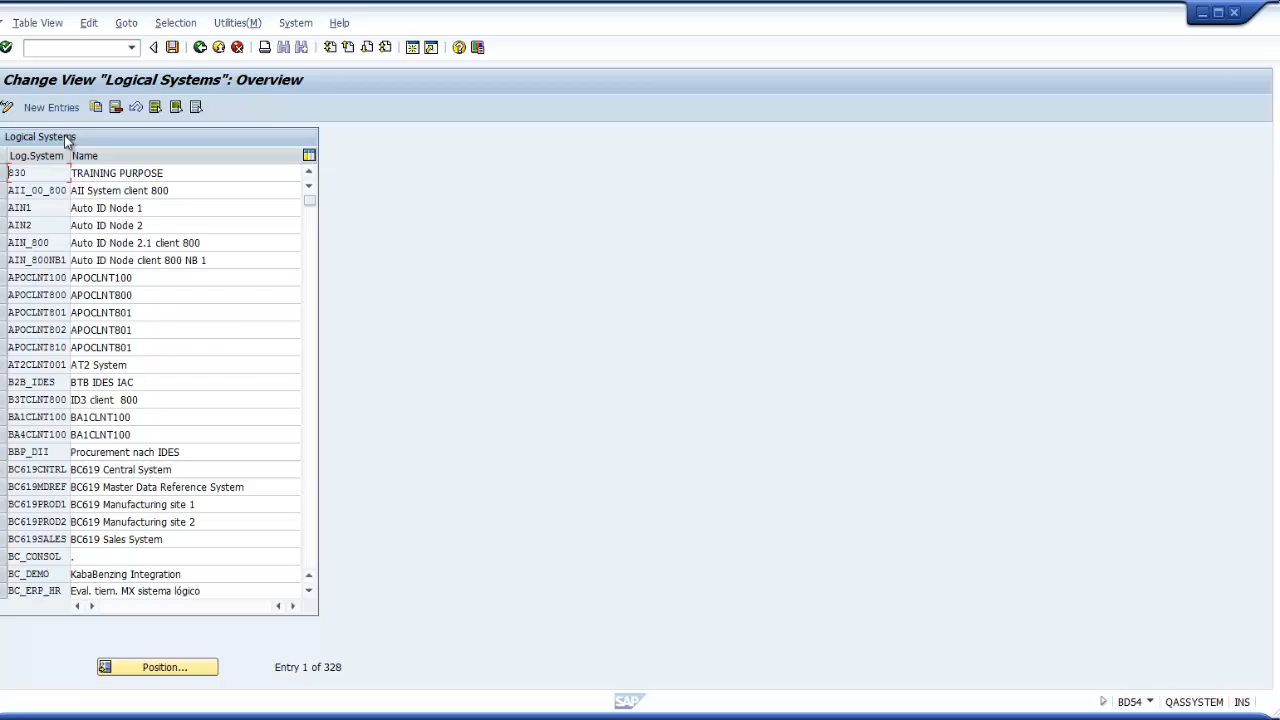 Table View Edit Goto Selection Utilities(M) System Help
Change View "Logical Systems": Overview
New Entries
Logical Systems
Log.System Name
830 TRAINING PURPOSE
AII_00_800 AII System client 800
AIN1 Auto ID Node 1
AIN2 Auto ID Node 2
AIN_800 Auto ID Node 2.1 client 800
AIN_800NB1 Auto ID Node client 800 NB 1
APOCLNT100 APOCLNT100
APOCLNT800 APOCLNT800
APOCLNT801 APOCLNT801
APOCLNT802 APOCLNT801
APOCLNT810 APOCLNT801
AT2CLNT001 AT2 System
B2B_IDES BTB IDES IAC
B3TCLNT800 ID3 client 800
BA1CLNT100 BA1CLNT100
BA4CLNT100 BA1CLNT100
BBP_DII Procurement nach IDES
BC619CNTRL BC619 Central System
BC619MDREF BC619 Master Data Reference System
BC619PROD1 BC619 Manufacturing site 1
BC619PROD2 BC619 Manufacturing site 2
BC619SALES BC619 Sales System
BC_CONSOL .
BC_DEMO KabaBenzing Integration
BC_ERP_HR Eval. tiem. MX sistema lógico
Position... Entry 1 of 328
SAP BD54 QASSYSTEM INS